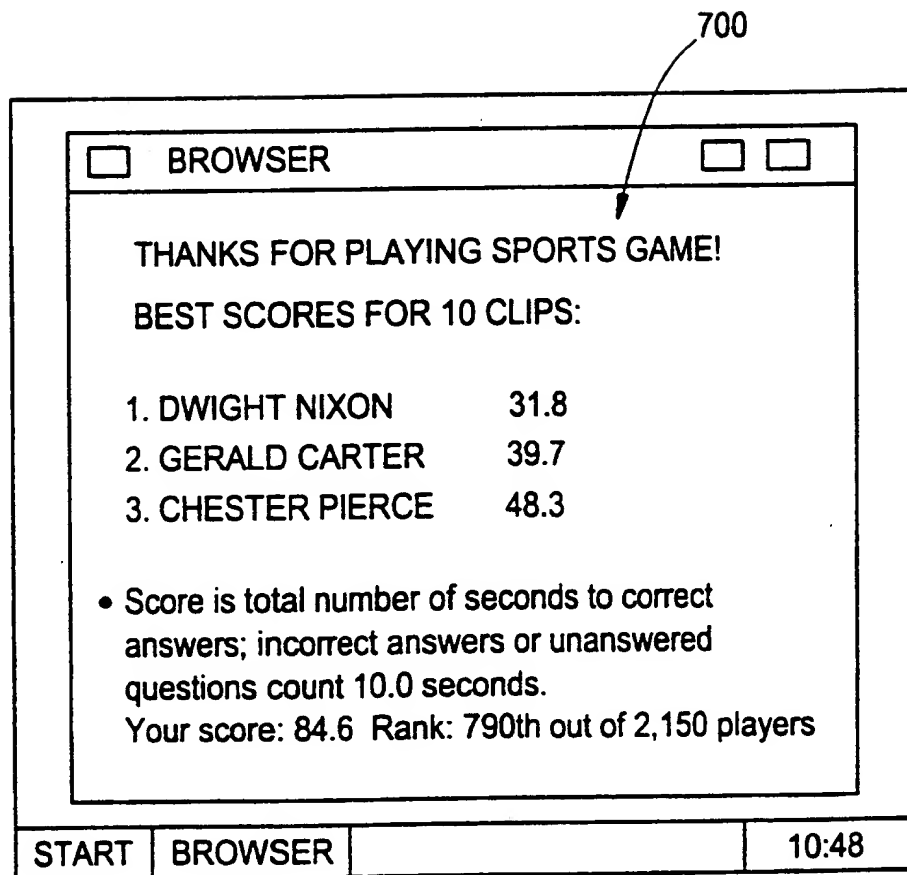 700
BROWSER
THANKS FOR PLAYING SPORTS GAME!
BEST SCORES FOR 10 CLIPS:
1. DWIGHT NIXON 31.8
2. GERALD CARTER 39.7
3. CHESTER PIERCE 48.3
• Score is total number of seconds to correct
answers; incorrect answers or unanswered
questions count 10.0 seconds.
Your score: 84.6 Rank: 790th out of 2,150 players
START BROWSER 10:48